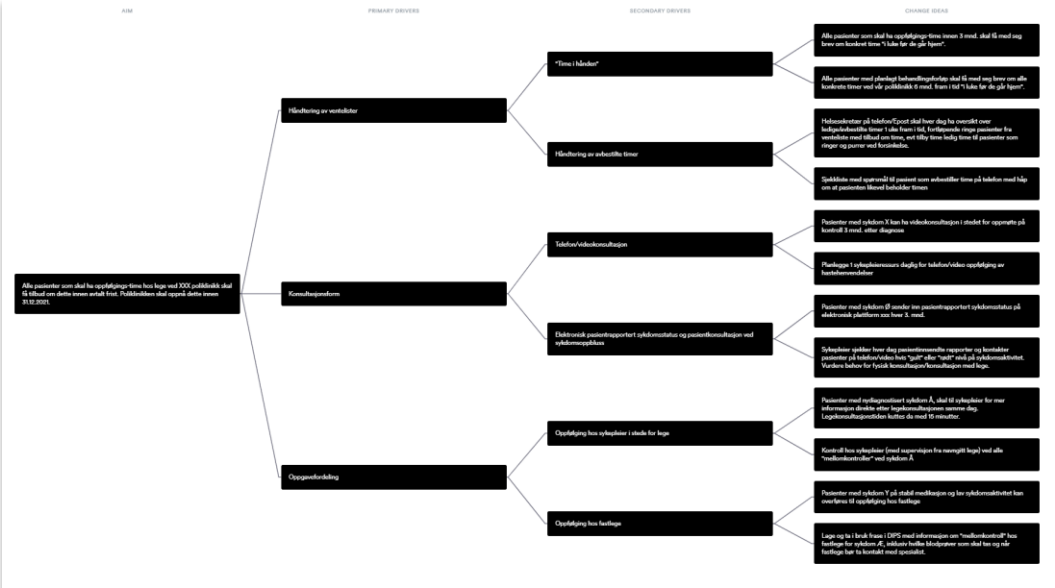 AIM
PRIMARY DRIVERS
SECONDARY DRIVERS
CHANGE IDEAS
Alle pasienter som skal ha oppfølgings-time hos lege ved XXX poliklinikk skal
få tilbud om dette innen avtalt frist. Poliklinikken skal oppnå dette innen
31.12.2021.
Håndtering av ventelister
"Time i hånden"
Alle pasienter som skal ha oppfølgings-time innen 3 mnd. skal få med seg
brev om konkret time "i luke før de går hjem".
Alle pasienter med planlagt behandlingsforløp skal få med seg brev om alle
konkrete timer ved vår poliklinikk 6 mnd. fram i tid "i luke før de går hjem".
Håndtering av avbestilte timer
Helsesekretær på telefon/Epost skal hver dag ha oversikt over
ledige/avbestilte timer 1 uke fram i tid, fortløpende ringe pasienter fra
venteliste med tilbud om time, evt tilby time ledig time til pasienter som
ringer og purrer ved forsinkelse.
Sjekkliste med spørsmål til pasient som avbestiller time på telefon med håp
om at pasienten likevel beholder timen
Konsultasjonsform
Telefon/videokonsultasjon
Pasienter med sykdom X kan ha videokonsultasjon i stedet for oppmøte på
kontroll 3 mnd. etter diagnose
Planlegge 1 sykepleieressurs daglig for telefon/video oppfølging av
hastehenvendelser
Elektronisk pasientrapportert sykdomsstatus og pasientkonsultasjon ved
sykdomsoppbluss
Pasienter med sykdom Ø sender inn pasientrapportert sykdomsstatus på
elektronisk plattform xxx hver 3. mnd.
Sykepleier sjekker hver dag pasientinnsendte rapporter og kontakter
pasienter på telefon/video hvis "gult" eller "rødt" nivå på sykdomsaktivitet.
Vurdere behov for fysisk konsultasjon/konsultasjon med lege.
Oppgavefordeling
Oppfølging hos sykepleier i stede for lege
Pasienter med nydiagnostisert sykdom Å, skal til sykepleier for mer
informasjon direkte etter legekonsultasjonen samme dag.
Legekonsultasjonstiden kuttes da med 15 minutter.
Kontroll hos sykepleier (med supervisjon fra navngitt lege) ved alle
"mellomkontroller" ved sykdom Å
Oppfølging hos fastlege
Pasienter med sykdom Y på stabil medikasjon og lav sykdomsaktivitet kan
overføres til oppfølging hos fastlege
Lage og ta i bruk frase i DIPS med informasjon om "mellomkontroll" hos
fastlege for sykdom Æ, inklusiv hvilke blodprøver som skal tas og når
fastlege bør ta kontakt med spesialist.